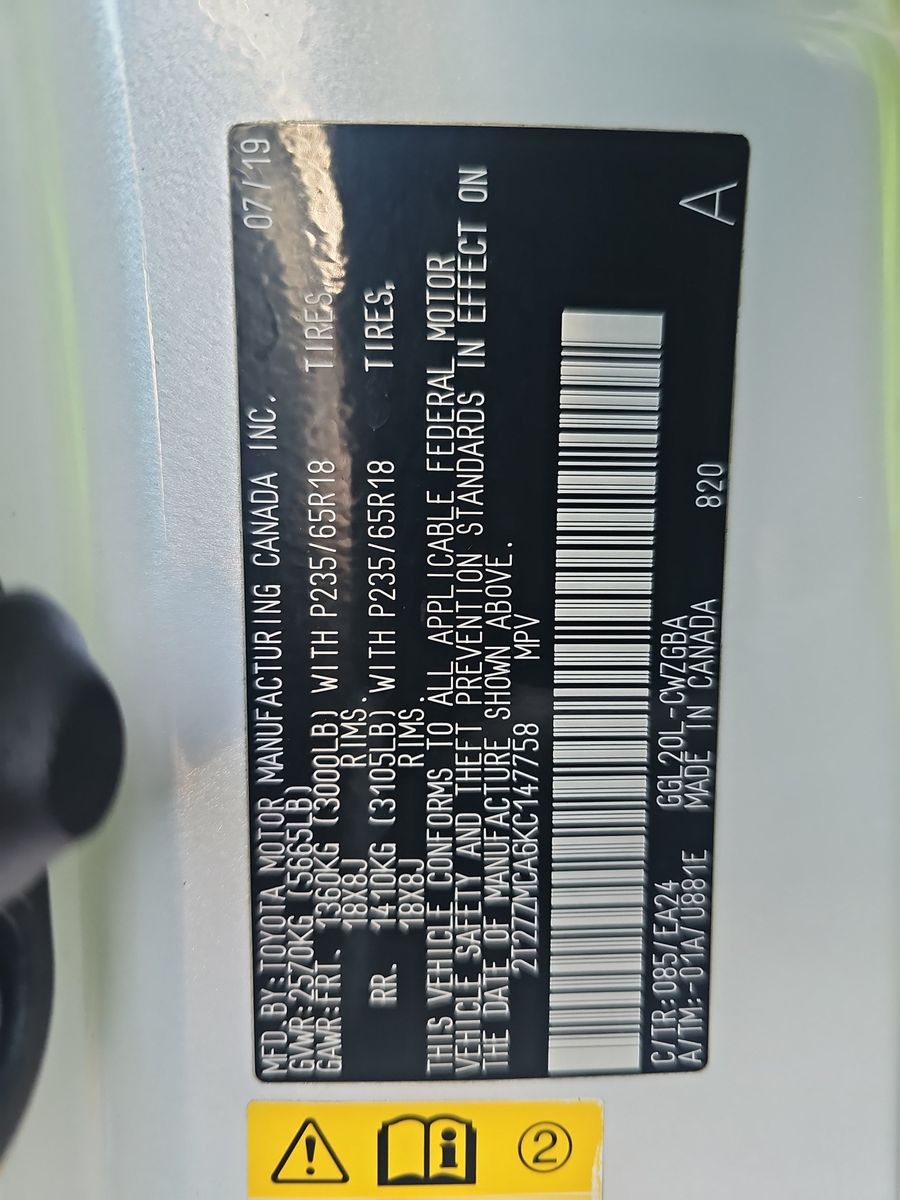 MFD.BY:TOYOTA MOTOR MANUFACTURING CANADA INC. 07/19
GVWR:2570KG (5665LB)
GAWR:FRT. 1360KG (3000LB) WITH P235/65R18 TIRES,
18X8J RIMS.
RR. 1410KG (3105LB) WITH P235/65R18 TIRES,
18X8J RIMS.
THIS VEHICLE CONFORMS TO ALL APPLICABLE FEDERAL MOTOR
VEHICLE SAFETY AND THEFT PREVENTION STANDARDS IN EFFECT ON
THE DATE OF MANUFACTURE SHOWN ABOVE.
2T2ZZMCA6KC147758 MPV
C/TR:085/EA24 GGL20L-CWZGBA
A/TM:-01A/U881E MADE IN CANADA 820 A
2